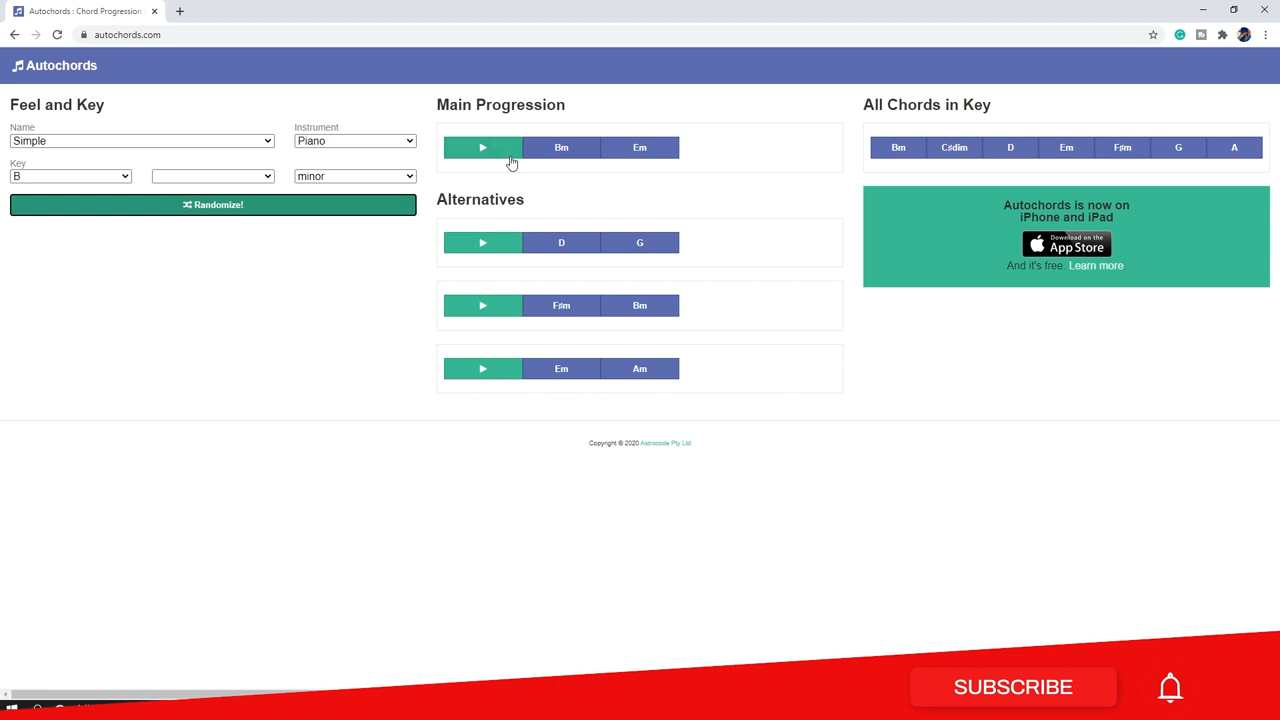 Autochords : Chord Progression
autochords.com
Autochords
Feel and Key
Name
Simple
Instrument
Piano
Key
B
minor
Randomize!
Main Progression
Bm Em
Alternatives
D G
F♯m Bm
Em Am
All Chords in Key
Bm C♯dim D Em F♯m G A
Autochords is now on
iPhone and iPad
Download on the
App Store
And it's free. Learn more
Copyright © 2020 Astrocode Pty Ltd
SUBSCRIBE